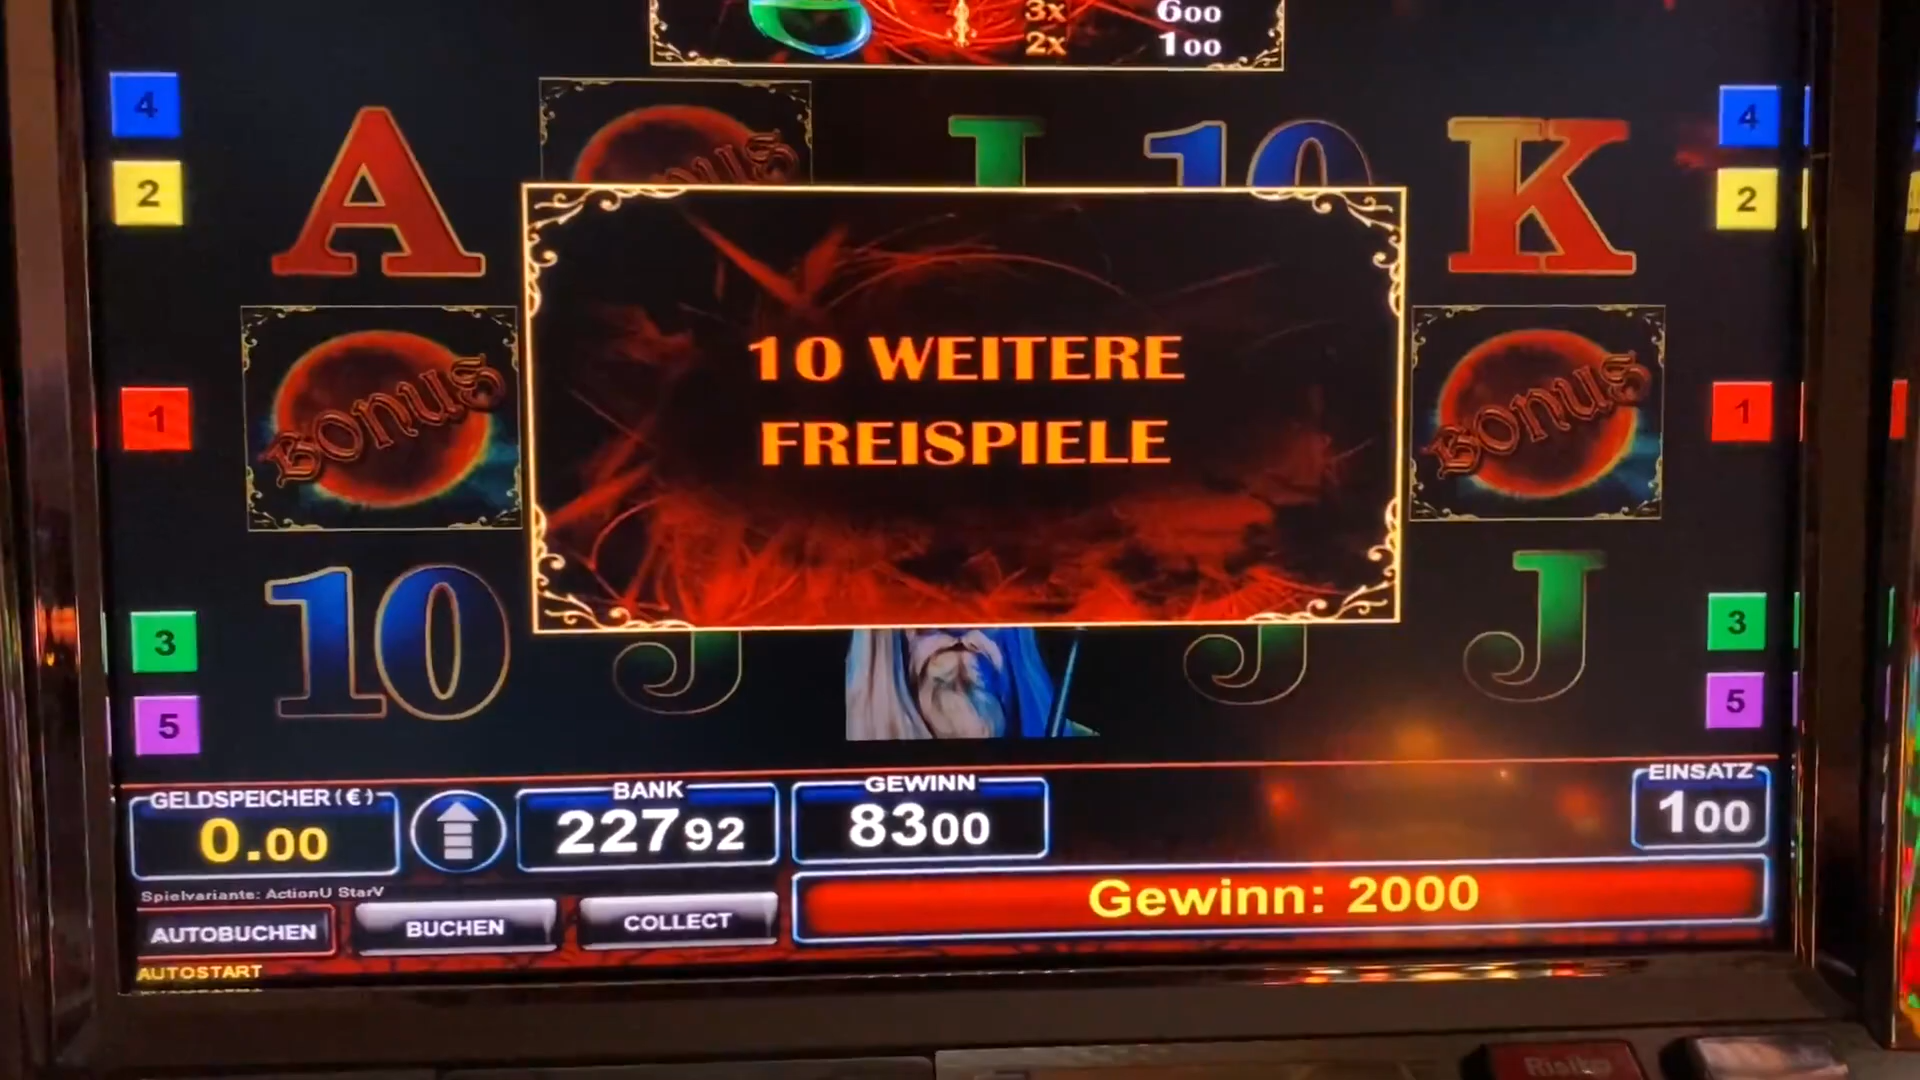 3x 600
2x 100
4 A J 10 K 4
2 2
10 WEITERE
FREISPIELE
1 Bonus Bonus 1
3 10 J J J 3
5 5
GELDSPEICHER (€) BANK GEWINN EINSATZ
0.00 22792 8300 100
Spielvariante: ActionU StarV
Gewinn: 2000
AUTOBUCHEN BUCHEN COLLECT
AUTOSTART
Risiko